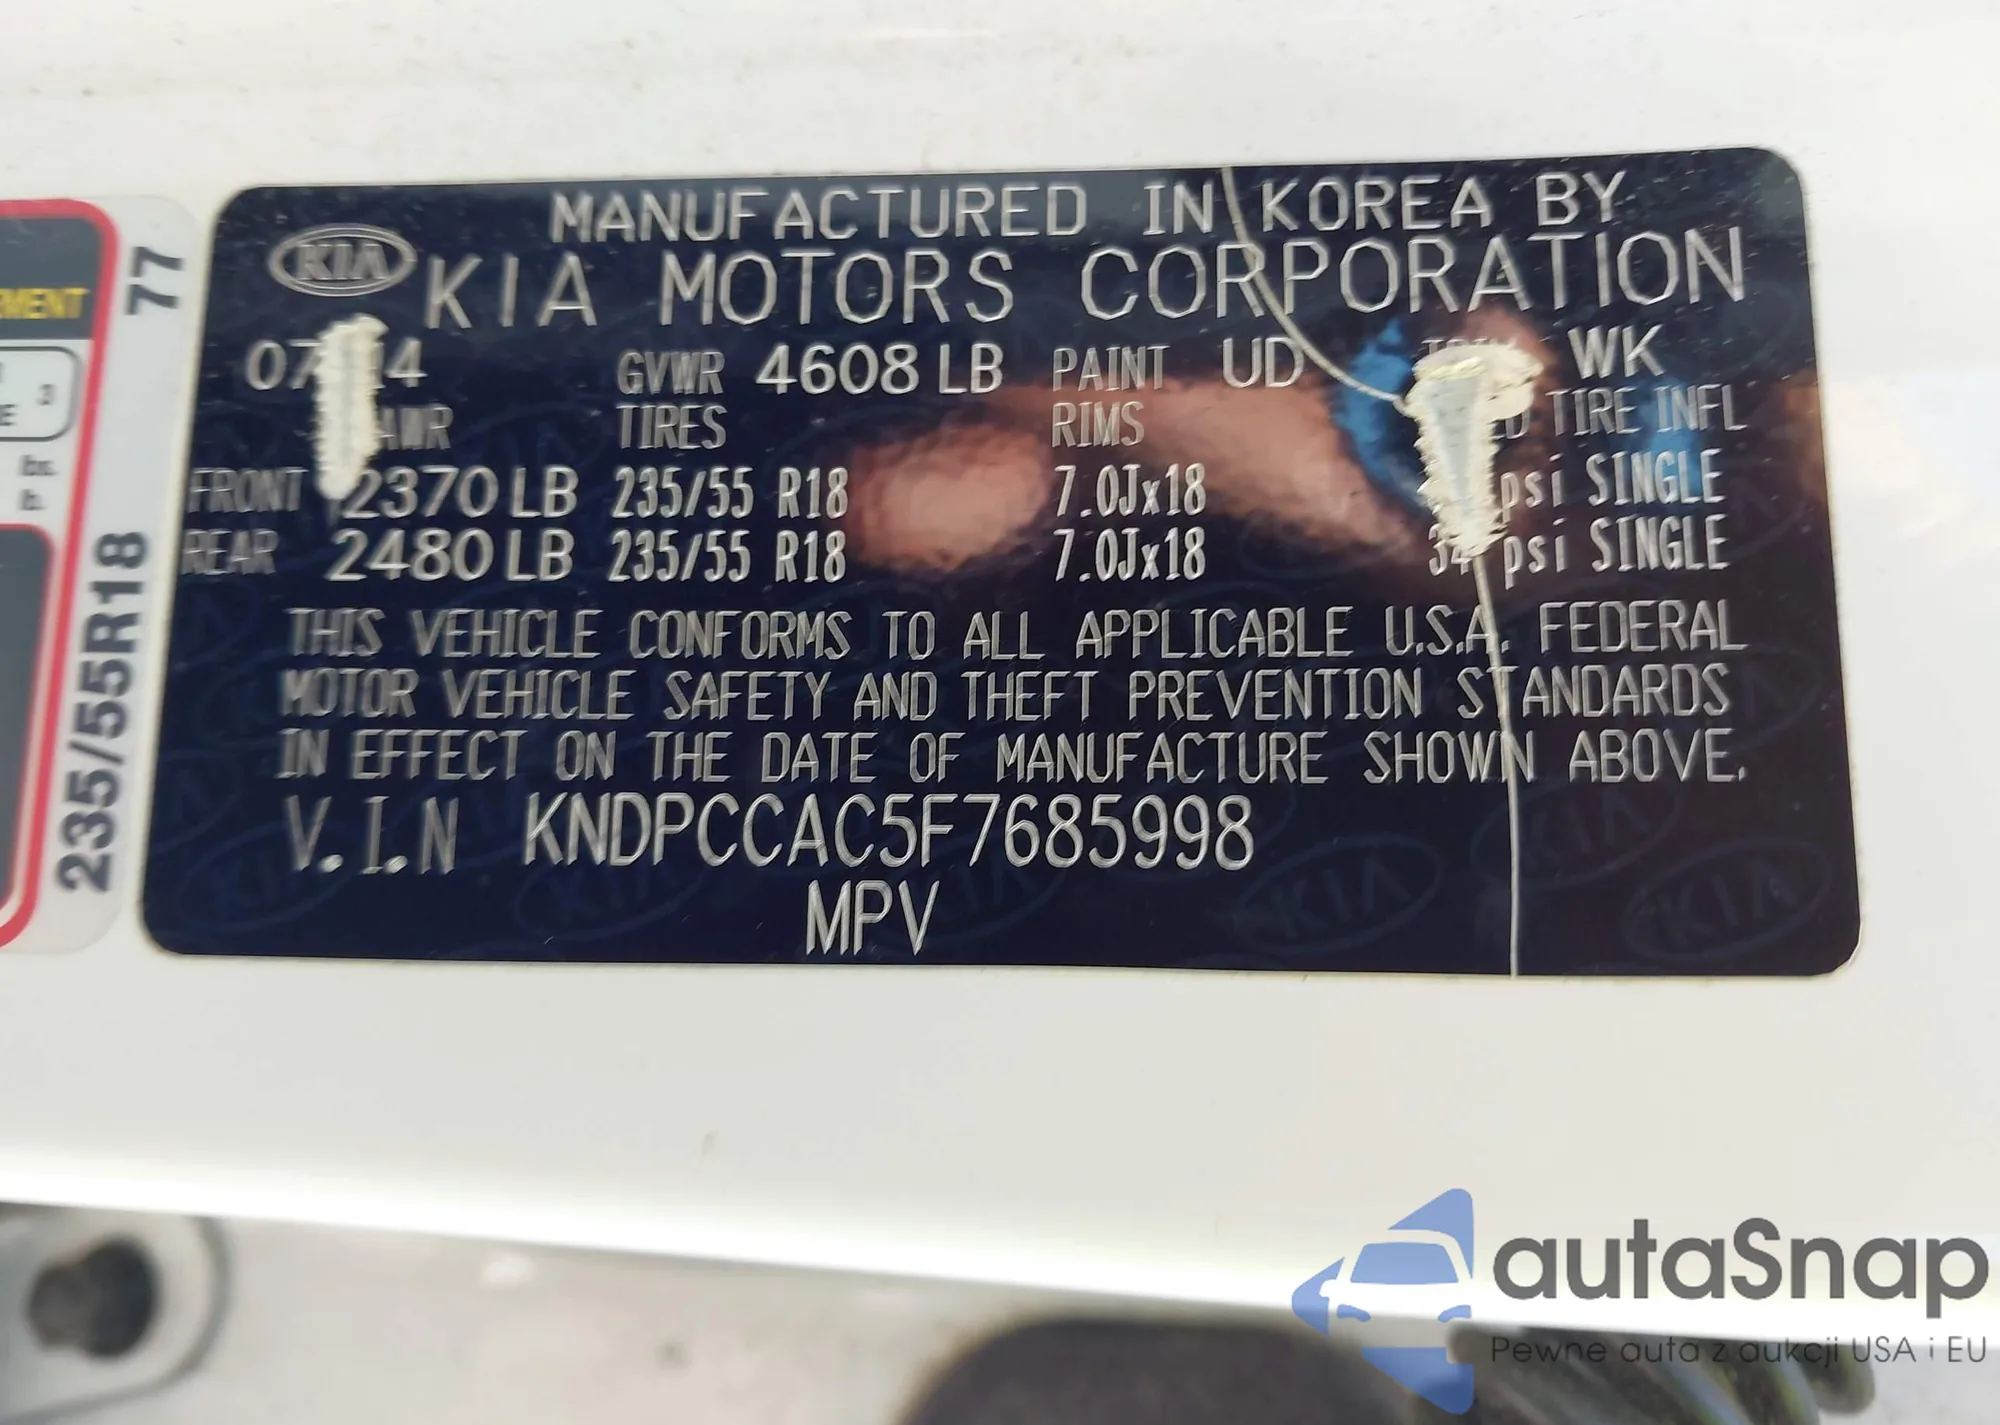 MANUFACTURED IN KOREA BY
KIA KIA MOTORS CORPORATION
GVWR 4608 LB PAINT UD WK
TIRES RIMS TIRE INFL
FRONT 2370 LB 235/55 R18 7.0Jx18 psi SINGLE
REAR 2480 LB 235/55 R18 7.0Jx18 34 psi SINGLE
THIS VEHICLE CONFORMS TO ALL APPLICABLE U.S.A. FEDERAL
MOTOR VEHICLE SAFETY AND THEFT PREVENTION STANDARDS
IN EFFECT ON THE DATE OF MANUFACTURE SHOWN ABOVE.
V.I.N KNDPCCAC5F7685998
MPV
235/55R18 77
3
autaSnap
Pewne auta z aukcji USA i EU